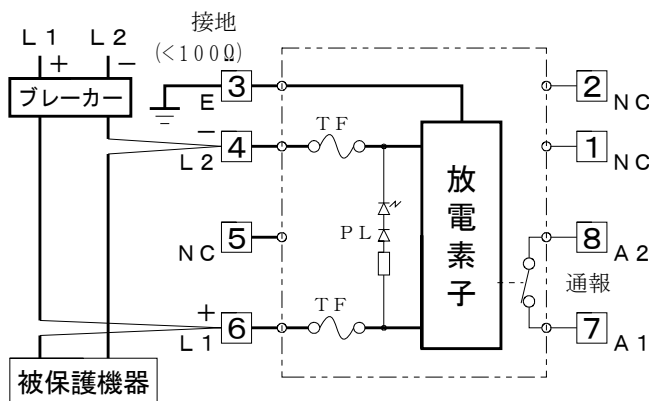 接地
(<100Ω)
L1
L2
+
−
ブレーカー
3
E
2
NC
TF
−
4
L2
1
NC
放電素子
PL
5
NC
8
A2
通報
TF
+
6
L1
7
A1
被保護機器